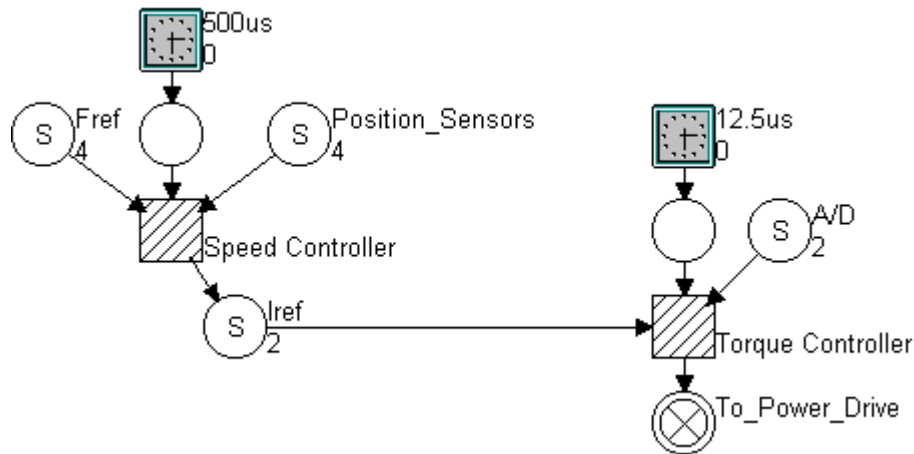 500us
0
S
Fref
4
S
Position_Sensors
4
12.5us
0
Speed Controller
S
A/D
2
S
Iref
2
Torque Controller
To_Power_Drive